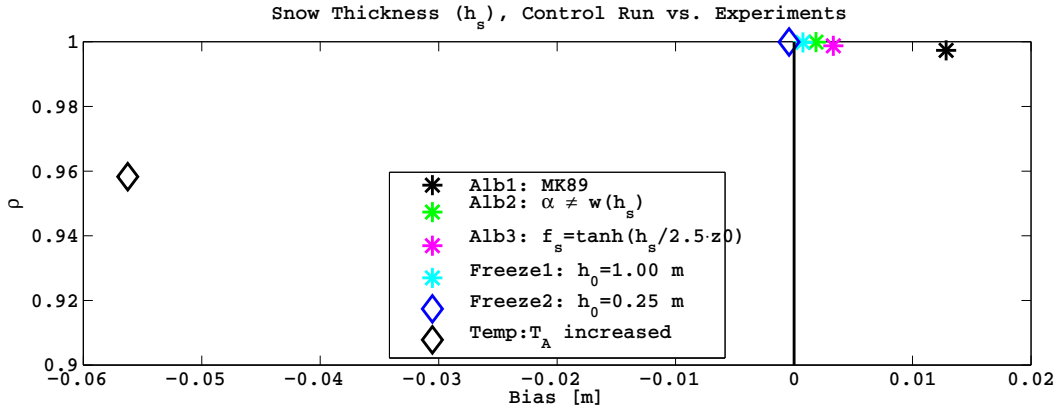 Snow Thickness (h_s), Control Run vs. Experiments
1
0.98
0.96
0.94
0.92
0.9
ρ
Alb1: MK89
Alb2: α ≠ w(h_s)
Alb3: f_s=tanh(h_s/2.5·z0)
Freeze1: h_0=1.00 m
Freeze2: h_0=0.25 m
Temp:T_A increased
−0.06 −0.05 −0.04 −0.03 −0.02 −0.01 0 0.01 0.02
Bias [m]